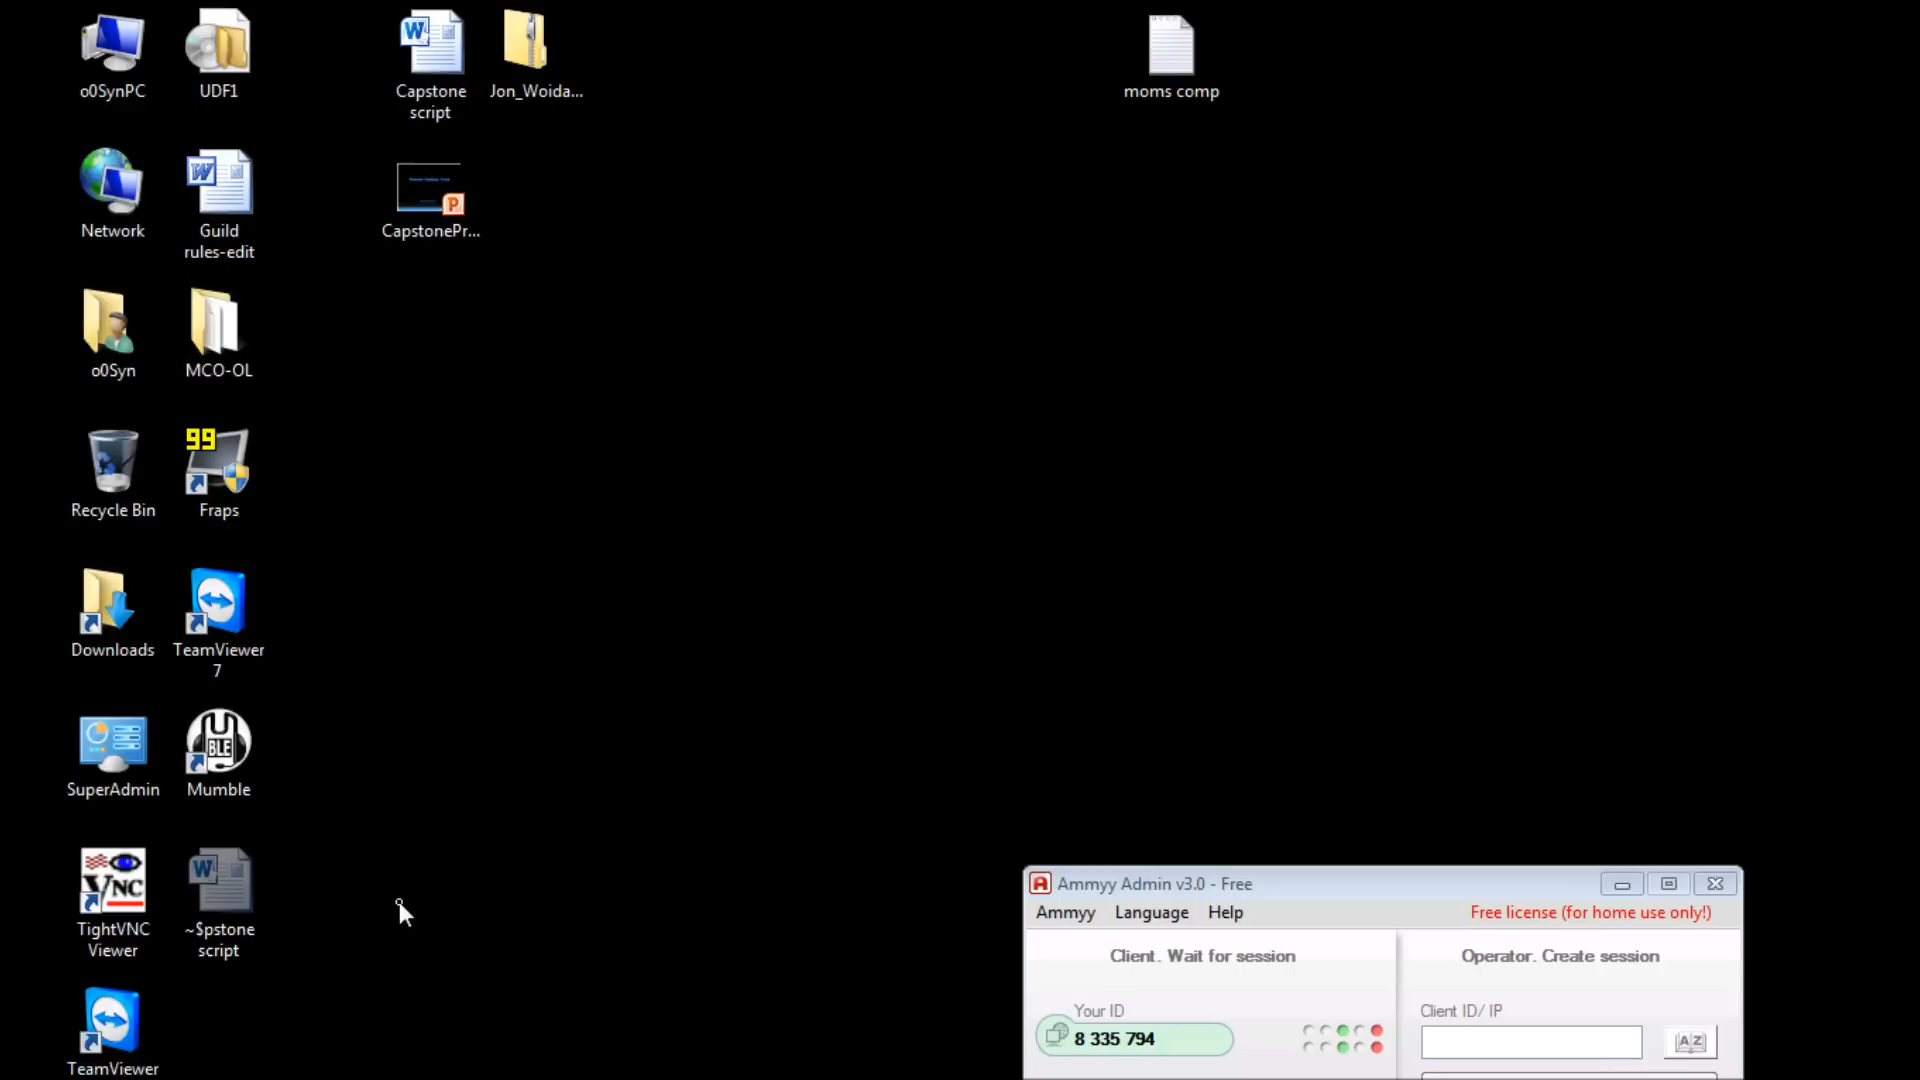 o0SynPC
UDF1
Capstone
script
Jon_Woida...
moms comp
Network
Guild
rules-edit
CapstonePr...
o0Syn
MCO-OL
99
Recycle Bin
Fraps
Downloads
TeamViewer
7
SuperAdmin
BLE
Mumble
VNC
TightVNC
Viewer
~$pstone
script
TeamViewer
Ammyy Admin v3.0 - Free
Ammyy Language Help
Free license (for home use only!)
Client. Wait for session
Operator. Create session
Your ID
8 335 794
Client ID/ IP
A Z